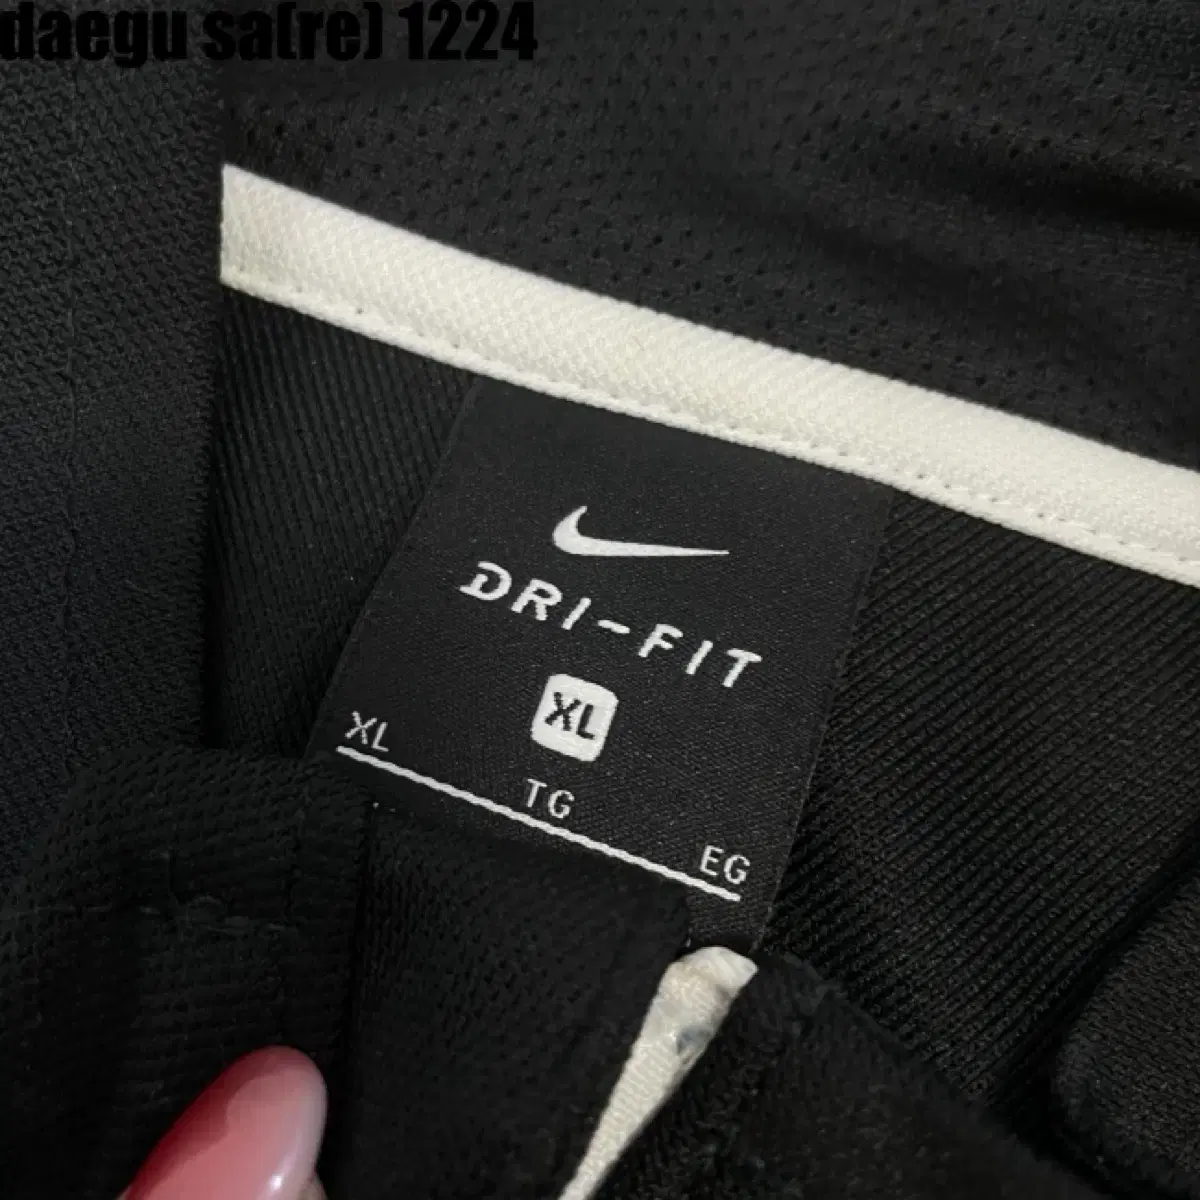 daegu sa(re) 1224
DRI-FIT
XL
XL
TG
EG